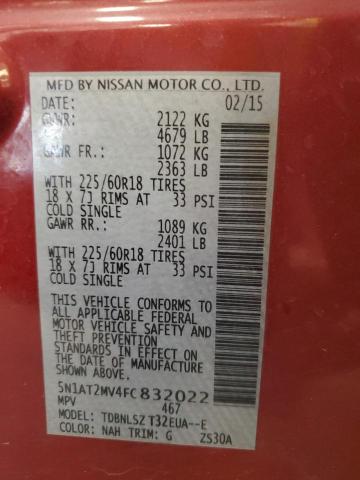 MFD BY NISSAN MOTOR CO., LTD.
DATE: 02/15
GVWR: 2122 KG
4679 LB
GAWR FR.: 1072 KG
2363 LB
WITH 225/60R18 TIRES
18 X 7J RIMS AT 33 PSI
COLD SINGLE
GAWR RR.: 1089 KG
2401 LB
WITH 225/60R18 TIRES
18 X 7J RIMS AT 33 PSI
COLD SINGLE
THIS VEHICLE CONFORMS TO
ALL APPLICABLE FEDERAL
MOTOR VEHICLE SAFETY AND
THEFT PREVENTION
STANDARDS IN EFFECT ON
THE DATE OF MANUFACTURE
SHOWN ABOVE.
5N1AT2MV4FC832022
MPV 467
MODEL: TDBNLSZ T32EUA--E
COLOR: NAH TRIM: G ZS30A